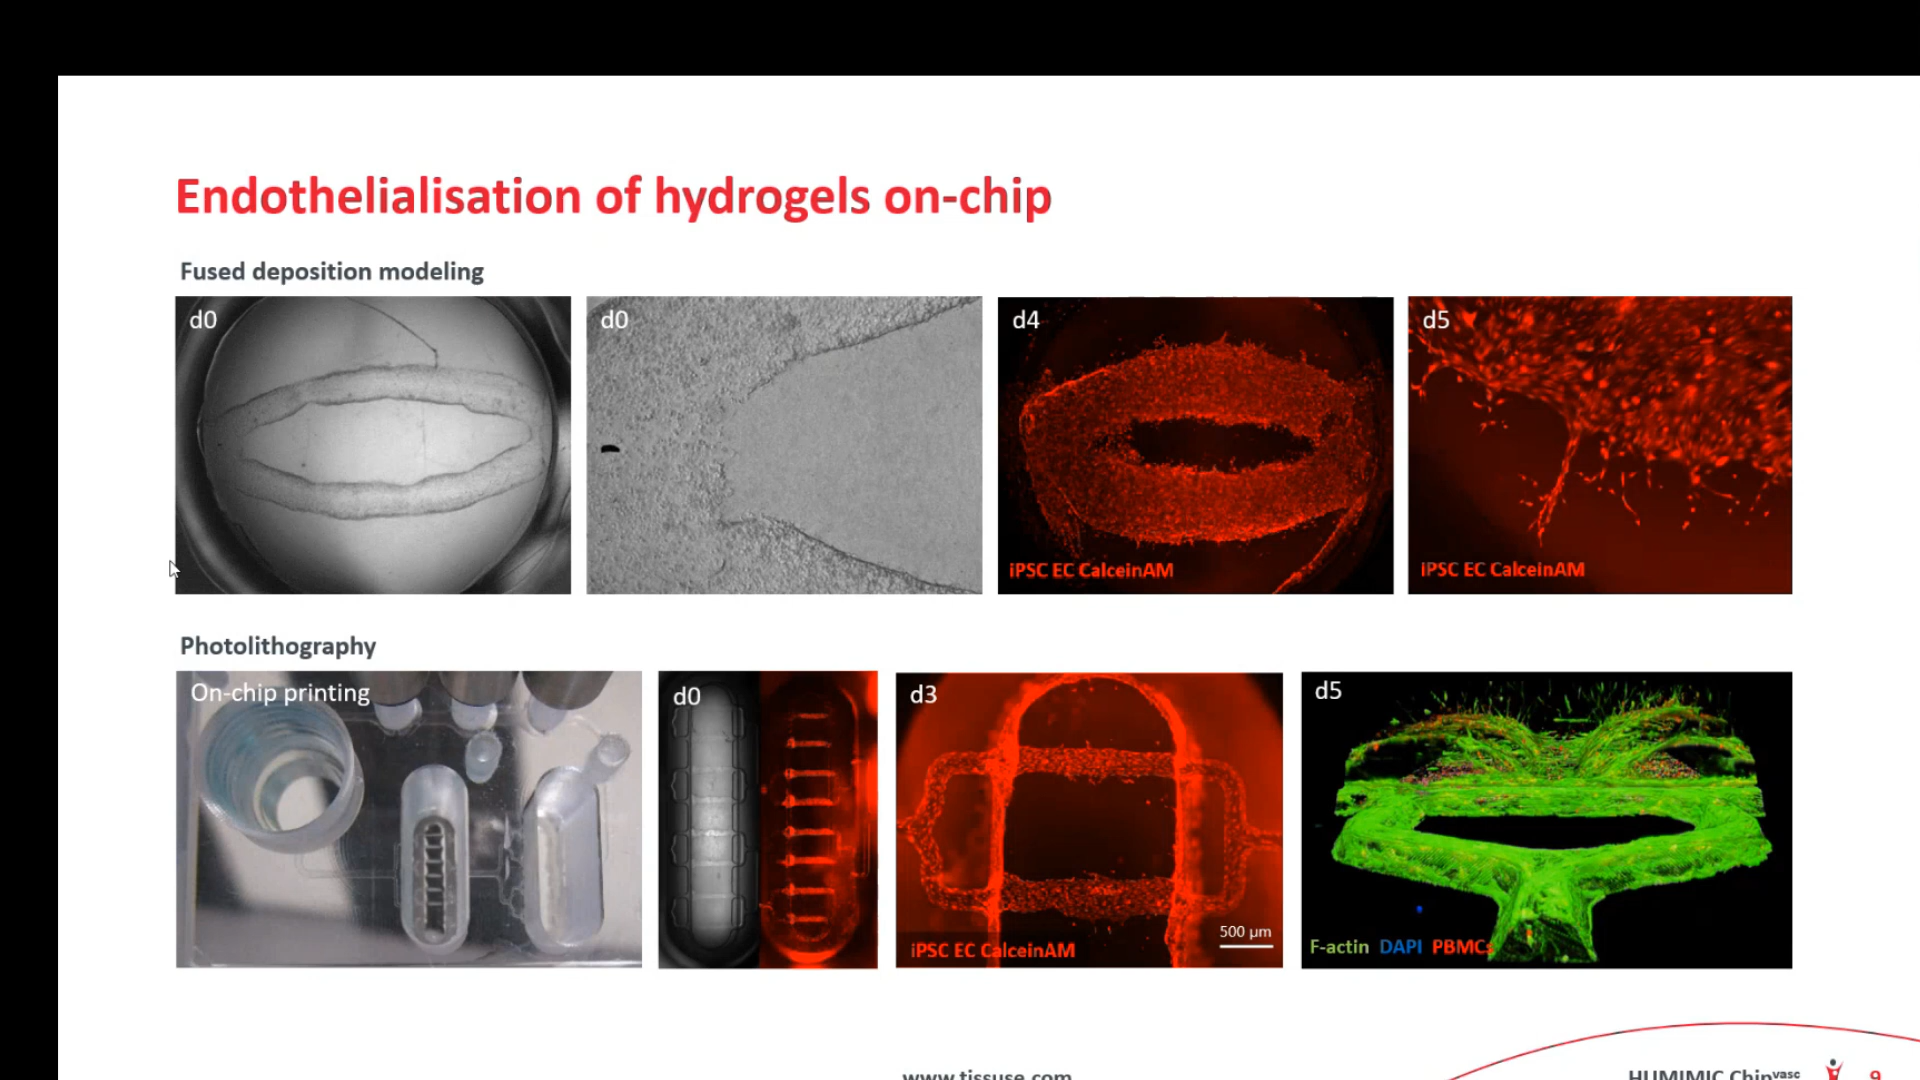 Endothelialisation of hydrogels on-chip
Fused deposition modeling
d0
d0
d4
iPSC EC CalceinAM
d5
iPSC EC CalceinAM
Photolithography
On-chip printing
d0
d3
500 µm
iPSC EC CalceinAM
d5
F-actin DAPI PBMCs
www.tissuse.com
HUMIMIC Chipvasc
9